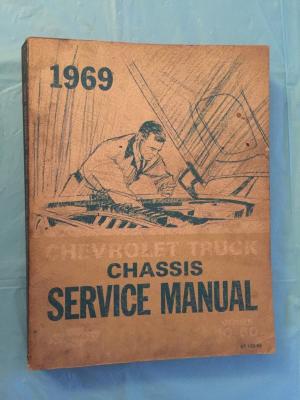 1969
CHEVROLET TRUCK
CHASSIS
SERVICE MANUAL